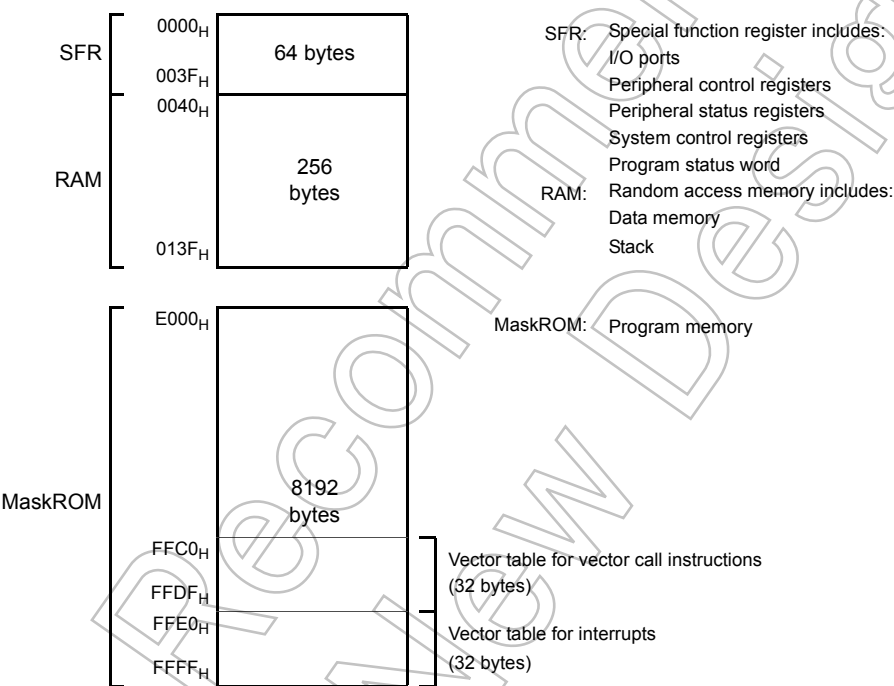 SFR
0000H
64 bytes
003FH
RAM
0040H
256
bytes
013FH
SFR: Special function register includes:
I/O ports
Peripheral control registers
Peripheral status registers
System control registers
Program status word
RAM: Random access memory includes:
Data memory
Stack
MaskROM
E000H
8192
bytes
FFC0H
FFDFH
FFE0H
FFFFH
MaskROM: Program memory
Vector table for vector call instructions
(32 bytes)
Vector table for interrupts
(32 bytes)
Recommen
New Desig